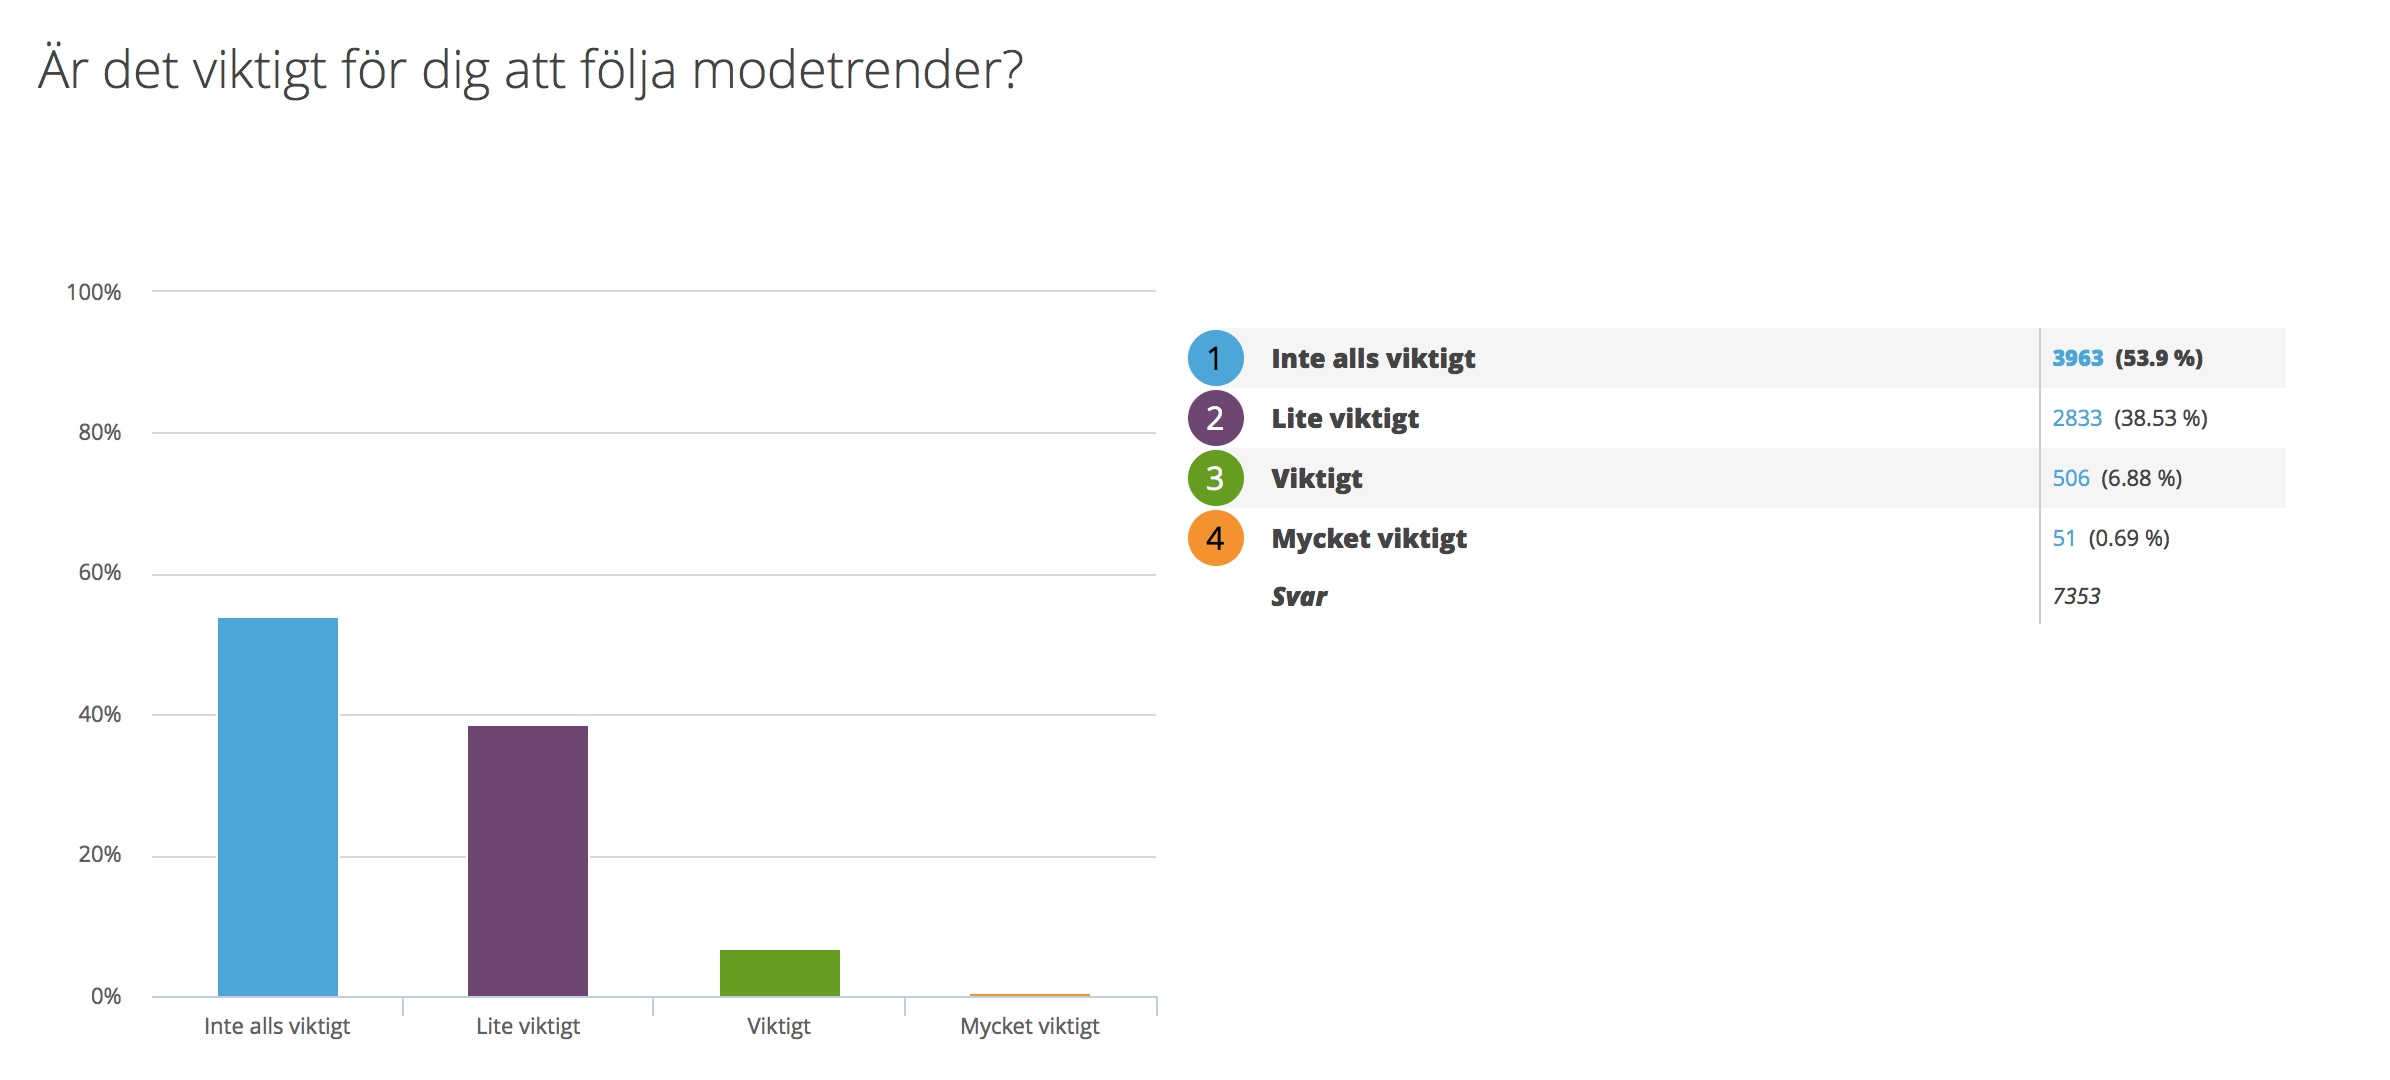 Är det viktigt för dig att följa modetrender?
100%
80%
60%
40%
20%
0%
Inte alls viktigt
Lite viktigt
Viktigt
Mycket viktigt
1 Inte alls viktigt 3963 (53.9 %)
2 Lite viktigt 2833 (38.53 %)
3 Viktigt 506 (6.88 %)
4 Mycket viktigt 51 (0.69 %)
Svar 7353